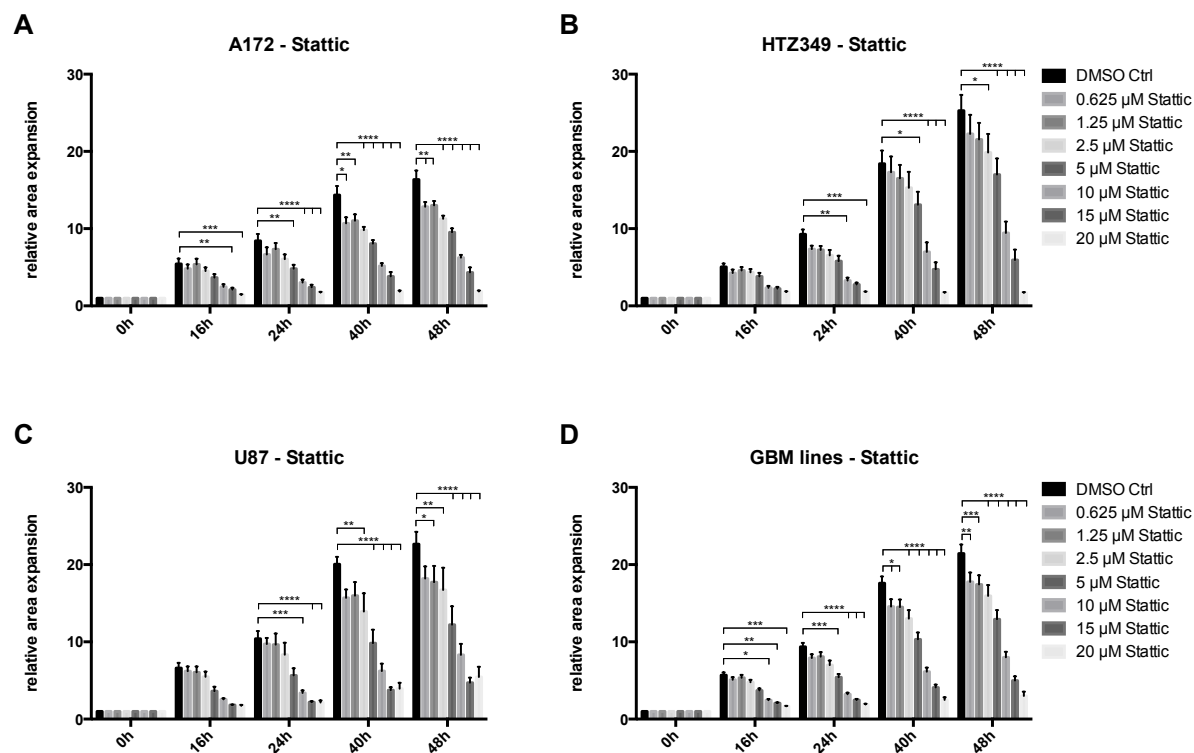 A
A172 - Stattic
relative area expansion
30
20
10
0
***
**
****
**
****
**
*
****
**
0h
16h
24h
40h
48h
B
HTZ349 - Stattic
relative area expansion
30
20
10
0
***
**
****
*
****
*
0h
16h
24h
40h
48h
DMSO Ctrl
0.625 µM Stattic
1.25 µM Stattic
2.5 µM Stattic
5 µM Stattic
10 µM Stattic
15 µM Stattic
20 µM Stattic
C
U87 - Stattic
relative area expansion
30
20
10
0
****
***
**
****
****
**
*
0h
16h
24h
40h
48h
D
GBM lines - Stattic
relative area expansion
30
20
10
0
***
**
*
****
***
****
*
****
***
**
0h
16h
24h
40h
48h
DMSO Ctrl
0.625 µM Stattic
1.25 µM Stattic
2.5 µM Stattic
5 µM Stattic
10 µM Stattic
15 µM Stattic
20 µM Stattic